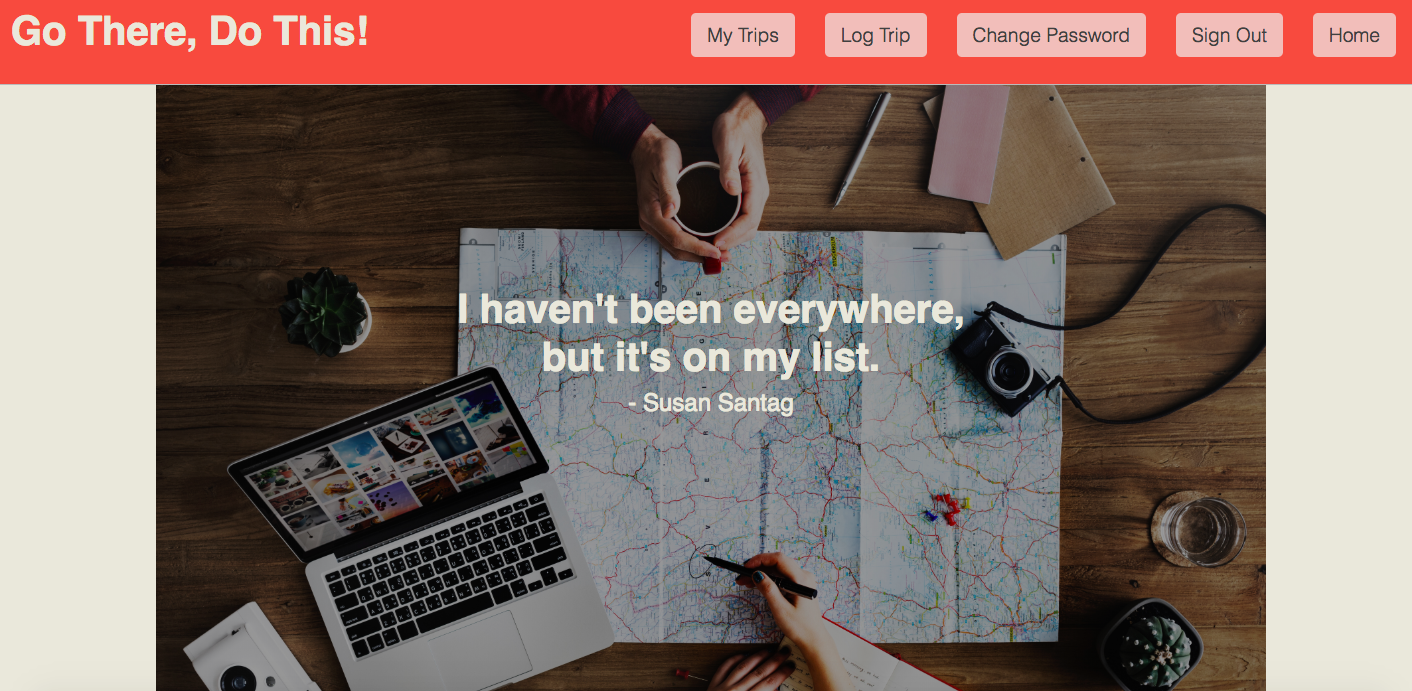 Go There, Do This!
My Trips
Log Trip
Change Password
Sign Out
Home
I haven't been everywhere,
but it's on my list.
- Susan Santag